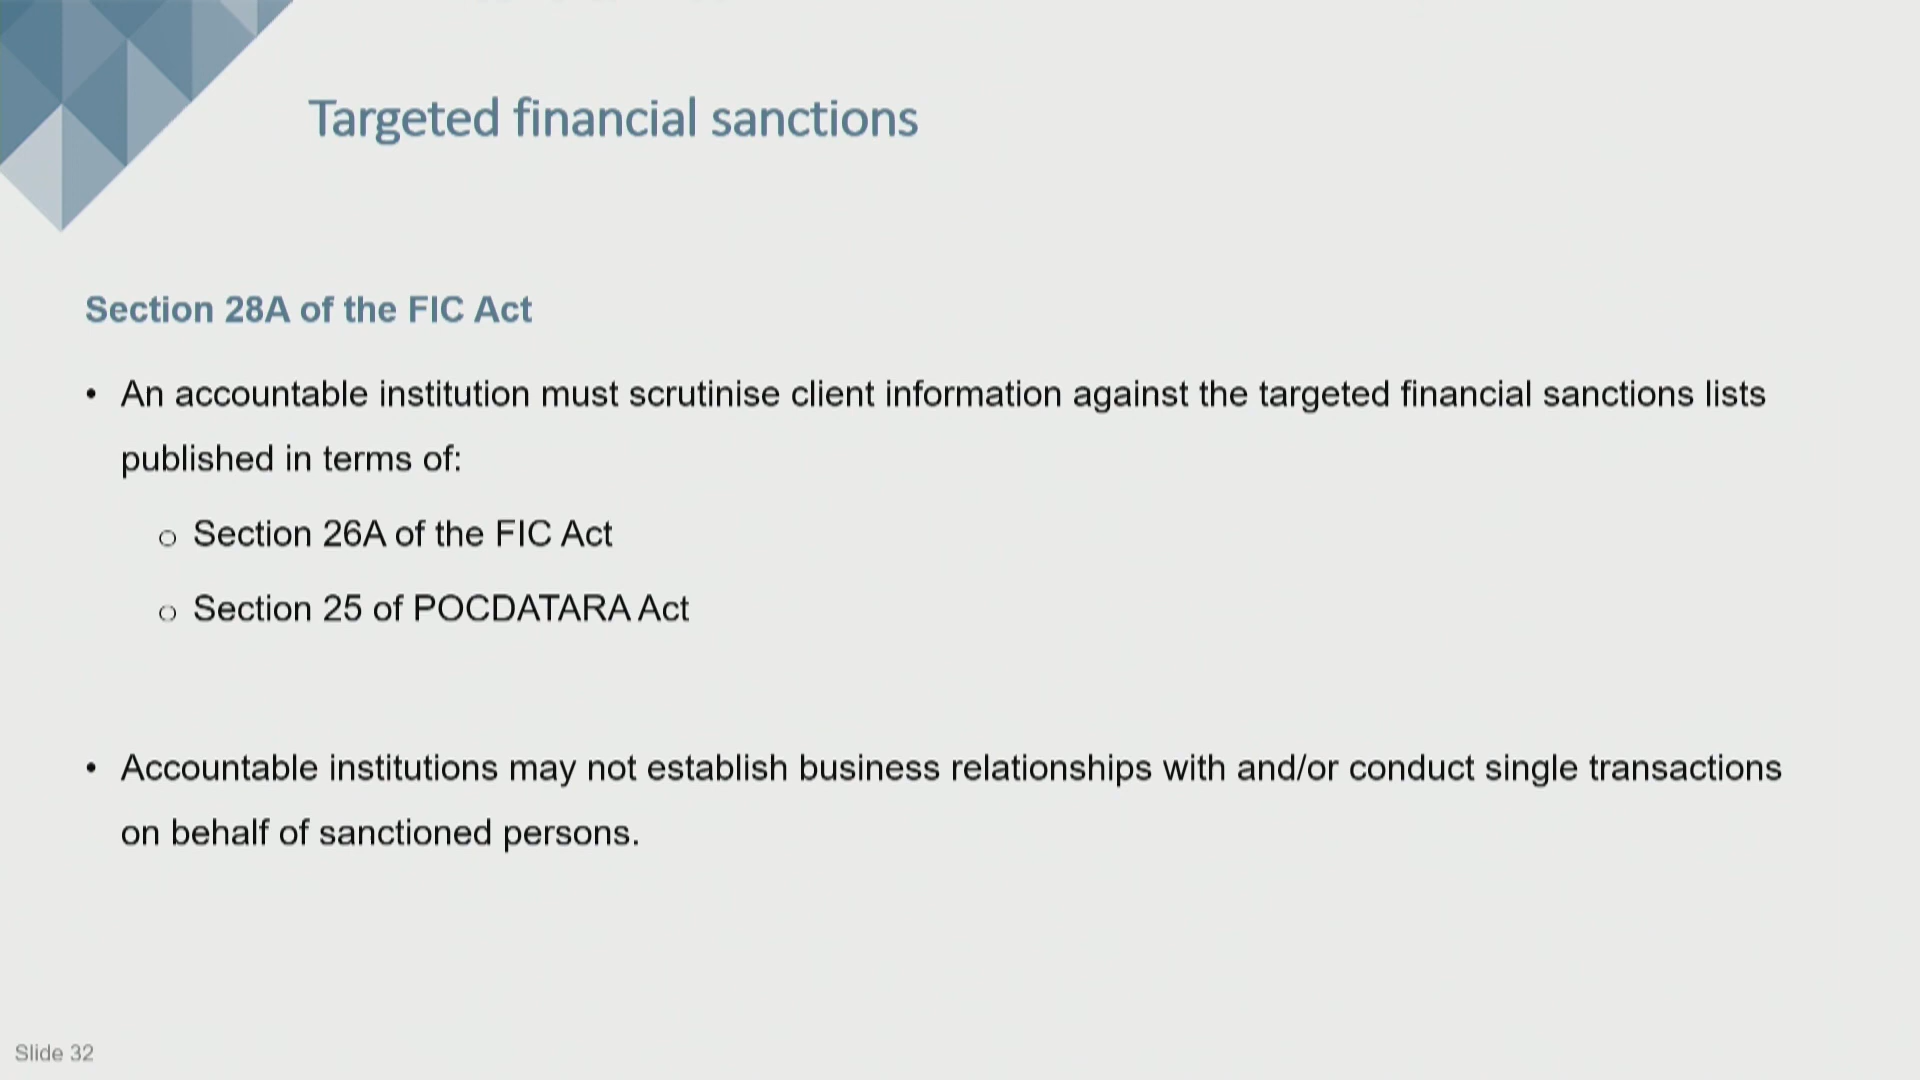 Targeted financial sanctions
Section 28A of the FIC Act
• An accountable institution must scrutinise client information against the targeted financial sanctions lists
published in terms of:
o Section 26A of the FIC Act
o Section 25 of POCDATARA Act
• Accountable institutions may not establish business relationships with and/or conduct single transactions
on behalf of sanctioned persons.
Slide 32